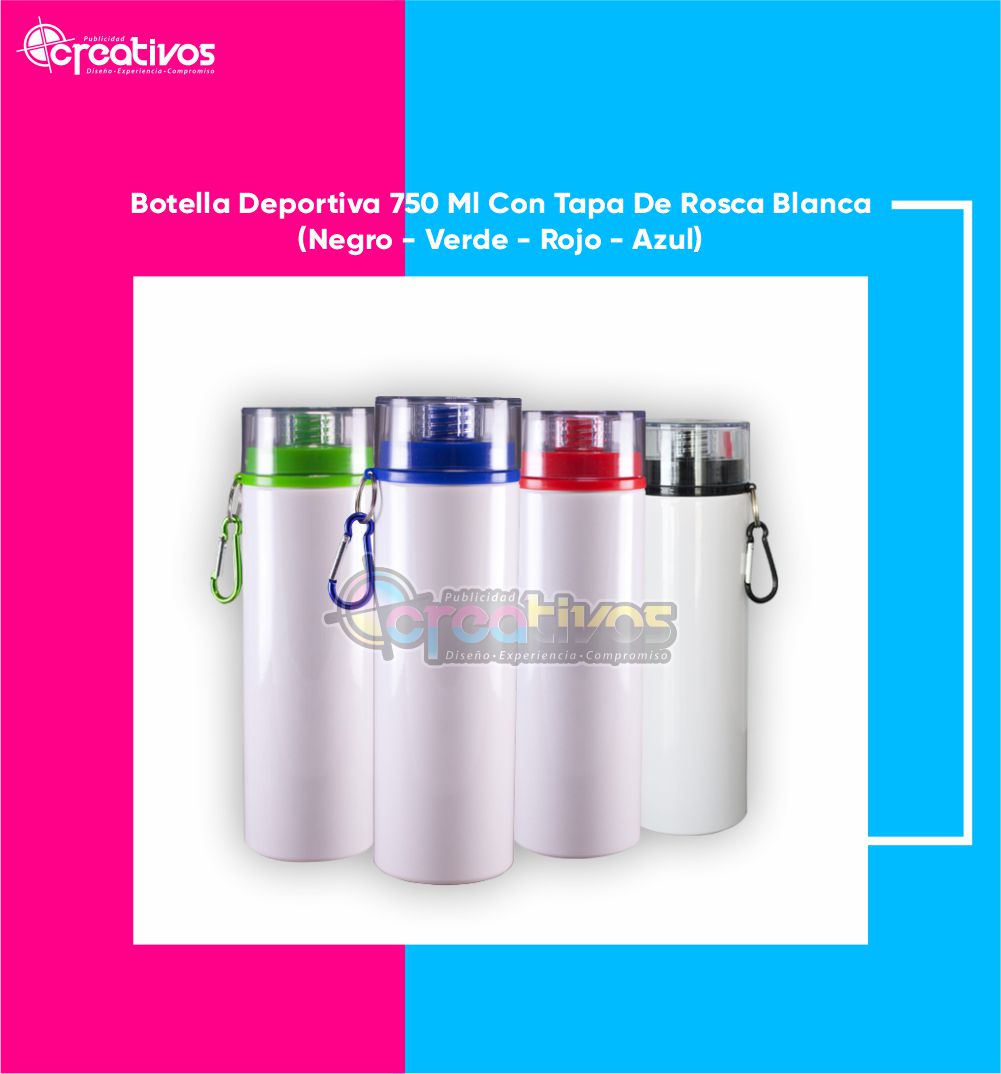 Publicidad
creativos
Diseño • Experiencia • Compromiso
Botella Deportiva 750 Ml Con Tapa De Rosca Blanca
(Negro - Verde - Rojo - Azul)
Publicidad
creativos
Diseño • Experiencia • Compromiso